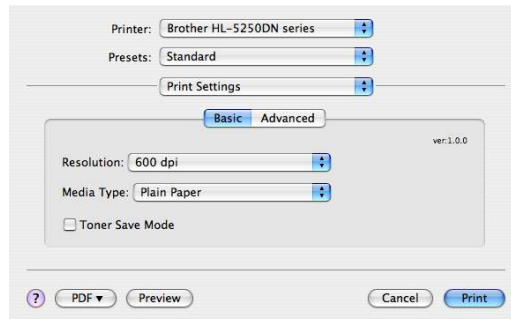 Printer: Brother HL-5250DN series
Presets: Standard
Print Settings
Basic Advanced
ver:1.0.0
Resolution: 600 dpi
Media Type: Plain Paper
Toner Save Mode
? PDF ▾ Preview Cancel Print